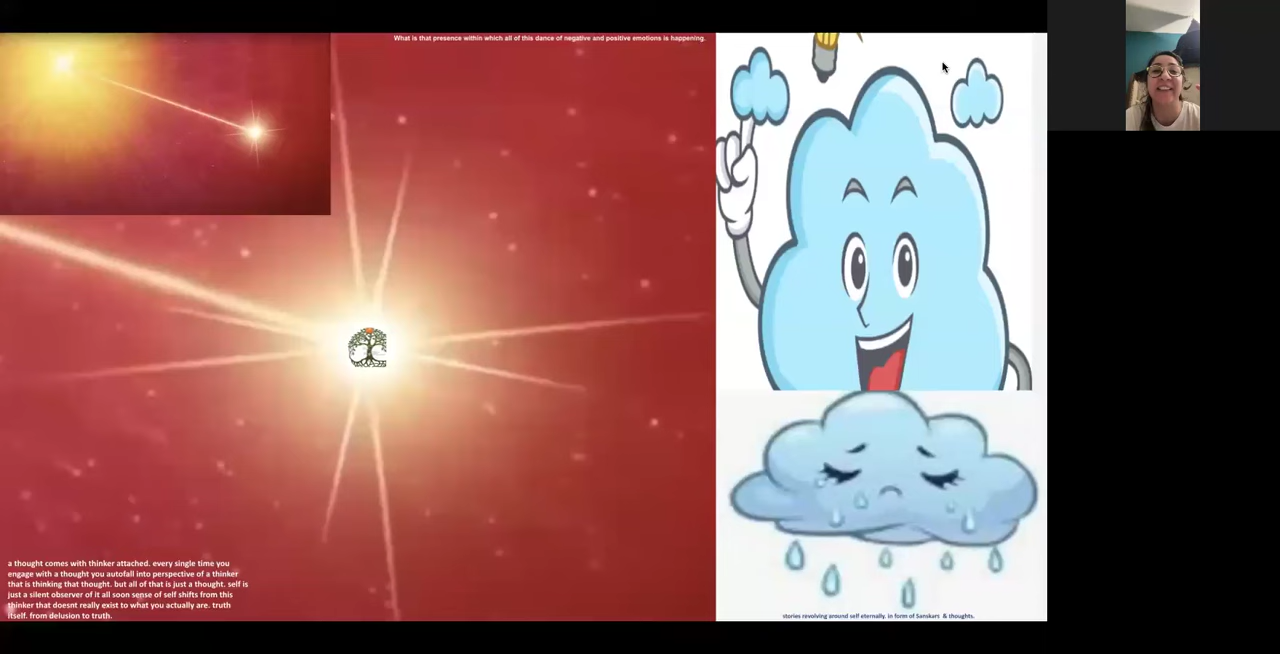 What is that presence within which all of this dance of negative and positive emotions is happening.
a thought comes with thinker attached. every single time you
engage with a thought you autofall into perspective of a thinker
that is thinking that thought. but all of that is just a thought. self is
just a silent observer of it all soon sense of self shifts from this
thinker that doesnt really exist to what you actually are. truth
itself. from delusion to truth.
stories revolving around self eternally. in form of Sanskars & thoughts.